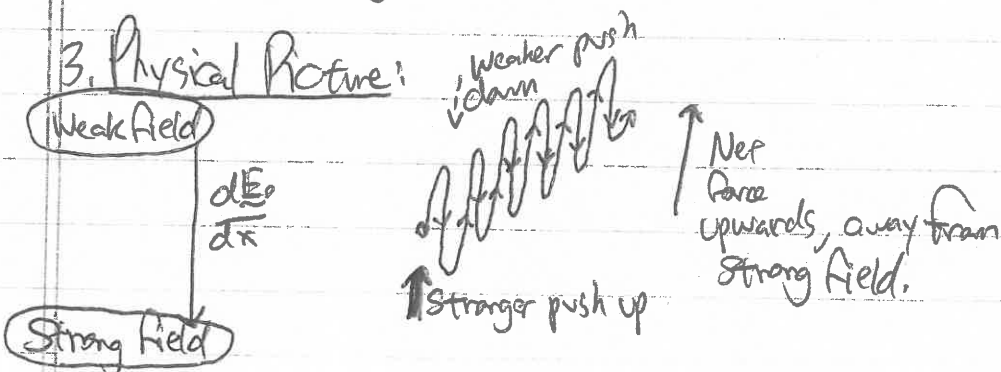 3. Physical Picture:
Weak field
dE₀
dx
Strong field
; weaker push
down
Stronger push up
Net
force
upwards, away from
strong field.